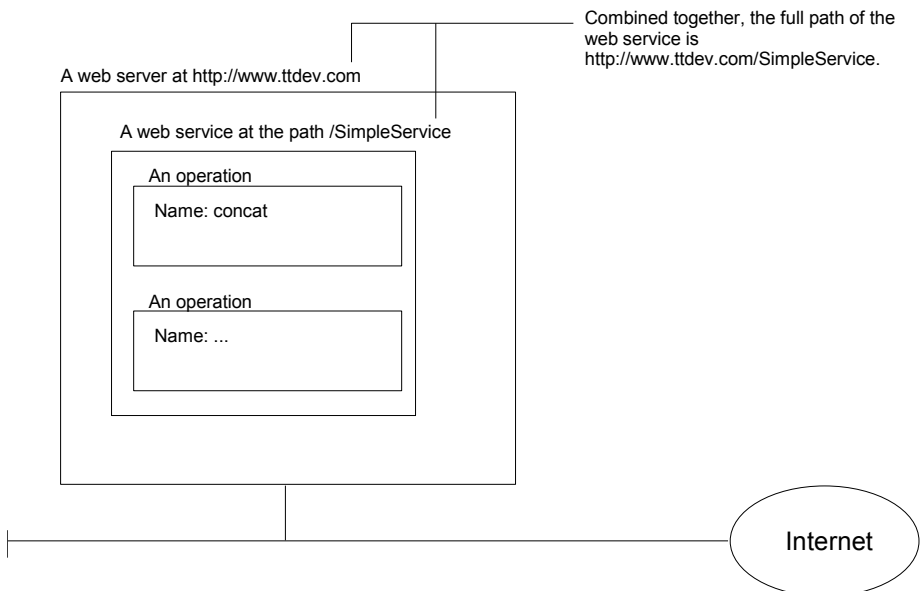 Combined together, the full path of the
web service is
http://www.ttdev.com/SimpleService.
A web server at http://www.ttdev.com
A web service at the path /SimpleService
An operation
Name: concat
An operation
Name: ...
Internet